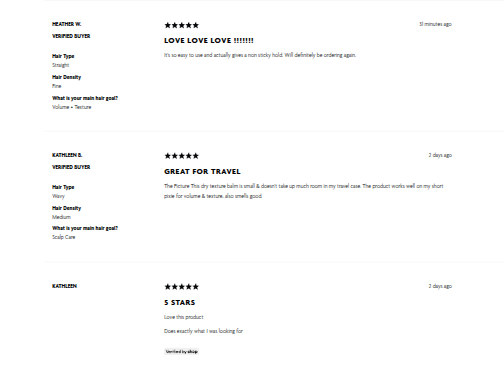 HEATHER W.
VERIFIED BUYER
Hair Type
Straight
Hair Density
Fine
What is your main hair goal?
Volume + Texture
★★★★★
31 minutes ago
LOVE LOVE LOVE !!!!!!!
It's so easy to use and actually gives a non sticky hold. Will definitely be ordering again.
KATHLEEN B.
VERIFIED BUYER
Hair Type
Wavy
Hair Density
Medium
What is your main hair goal?
Scalp Care
★★★★★
2 days ago
GREAT FOR TRAVEL
The Picture This dry texture balm is small & doesn't take up much room in my travel case. The product works well on my short
pixie for volume & texture, also smells good.
KATHLEEN
★★★★★
2 days ago
5 STARS
Love this product
Does exactly what I was looking for
Verified by shop